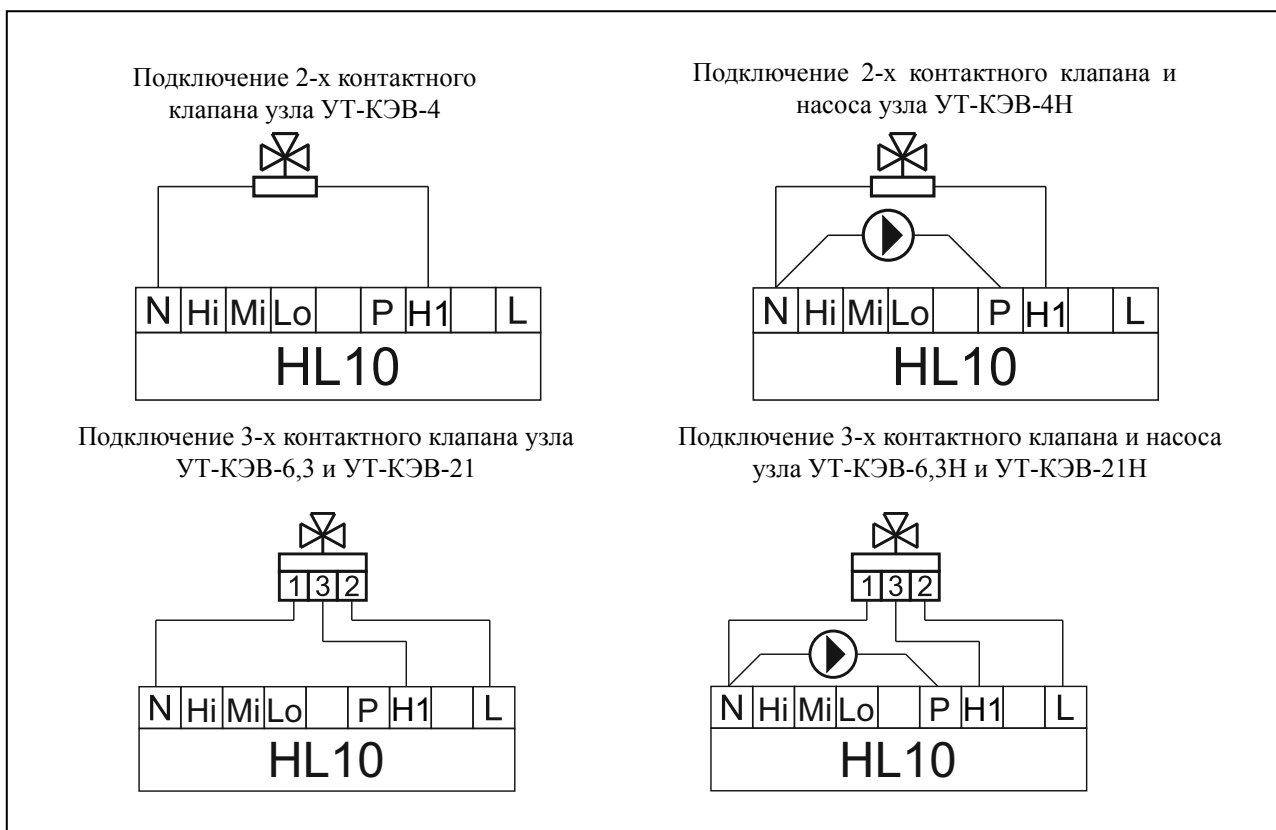 Подключение 2-х контактного
клапана узла УТ-КЭВ-4
N Hi Mi Lo P H1 L
HL10
Подключение 2-х контактного клапана и
насоса узла УТ-КЭВ-4Н
N Hi Mi Lo P H1 L
HL10
Подключение 3-х контактного клапана узла
УТ-КЭВ-6,3 и УТ-КЭВ-21
1 3 2
N Hi Mi Lo P H1 L
HL10
Подключение 3-х контактного клапана и насоса
узла УТ-КЭВ-6,3Н и УТ-КЭВ-21Н
1 3 2
N Hi Mi Lo P H1 L
HL10